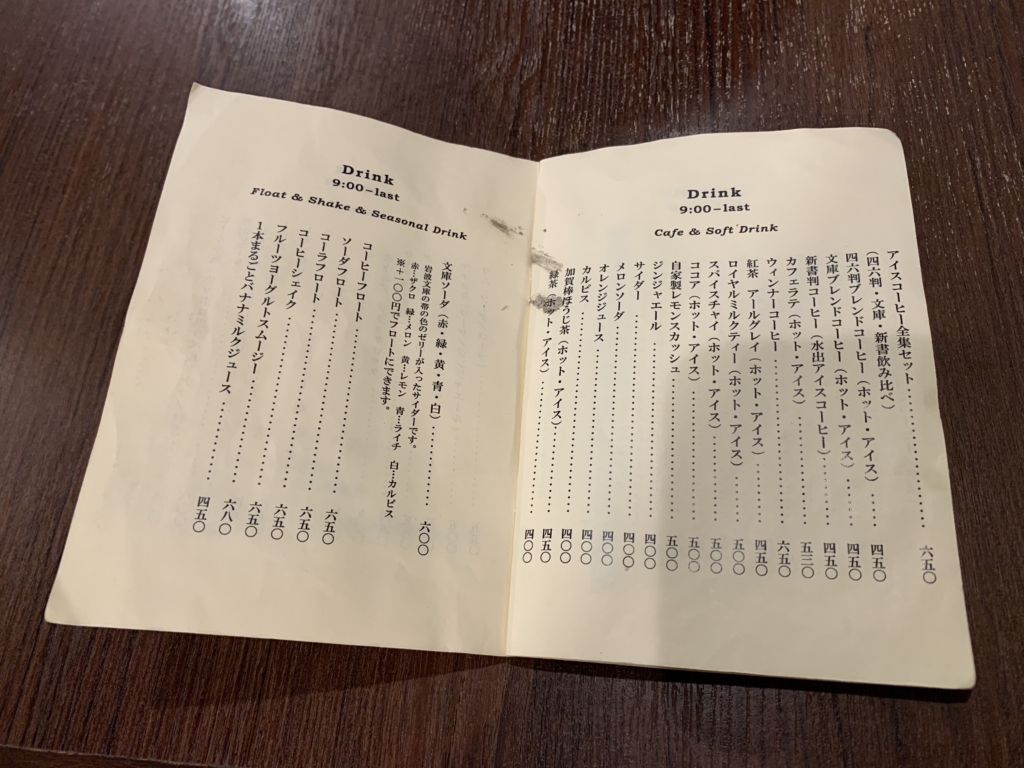 Drink
9:00–last
Cafe & Soft Drink
アイスコーヒー全集セット……六五〇
（四六判・文庫・新書飲み比べ）
四六判ブレンドコーヒー（ホット・アイス）……四五〇
文庫ブレンドコーヒー（ホット・アイス）……四五〇
新書判コーヒー（水出アイスコーヒー）……四五〇
カフェラテ（ホット・アイス）……五三〇
ウィンナーコーヒー……六五〇
紅茶　アールグレイ（ホット・アイス）……四五〇
ロイヤルミルクティー（ホット・アイス）……五〇〇
スパイスチャイ（ホット・アイス）……五〇〇
ココア（ホット・アイス）……五〇〇
自家製レモンスカッシュ……五〇〇
ジンジャエール……四〇〇
サイダー……四〇〇
メロンソーダ……四〇〇
オレンジジュース……四〇〇
カルピス……四〇〇
加賀棒ほうじ茶（ホット・アイス）……四五〇
緑茶（ホット・アイス）……四〇〇
Drink
9:00–last
Float & Shake & Seasonal Drink
文庫ソーダ（赤・緑・黄・青・白）……六〇〇
岩波文庫の帯の色のゼリーが入ったサイダーです。
赤…ザクロ　緑…メロン　黄…レモン　青…ライチ　白…カルピス
※＋一〇〇円でフロートにできます。
コーヒーフロート……六五〇
ソーダフロート……六五〇
コーラフロート……六五〇
コーヒーシェイク……六五〇
フルーツヨーグルトスムージー……六八〇
1本まるごとバナナミルクジュース……四五〇